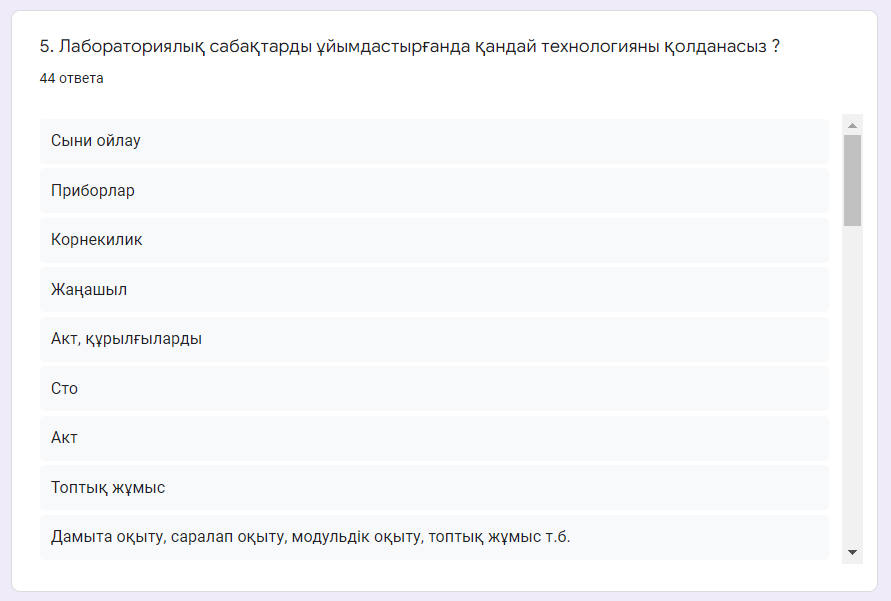 5. Лабораториялық сабақтарды ұйымдастырғанда қандай технологияны қолданасыз ?
44 ответа
Сыни ойлау
Приборлар
Корнекилик
Жаңашыл
Акт, құрылғыларды
Сто
Акт
Топтық жұмыс
Дамыта оқыту, саралап оқыту, модульдік оқыту, топтық жұмыс т.б.